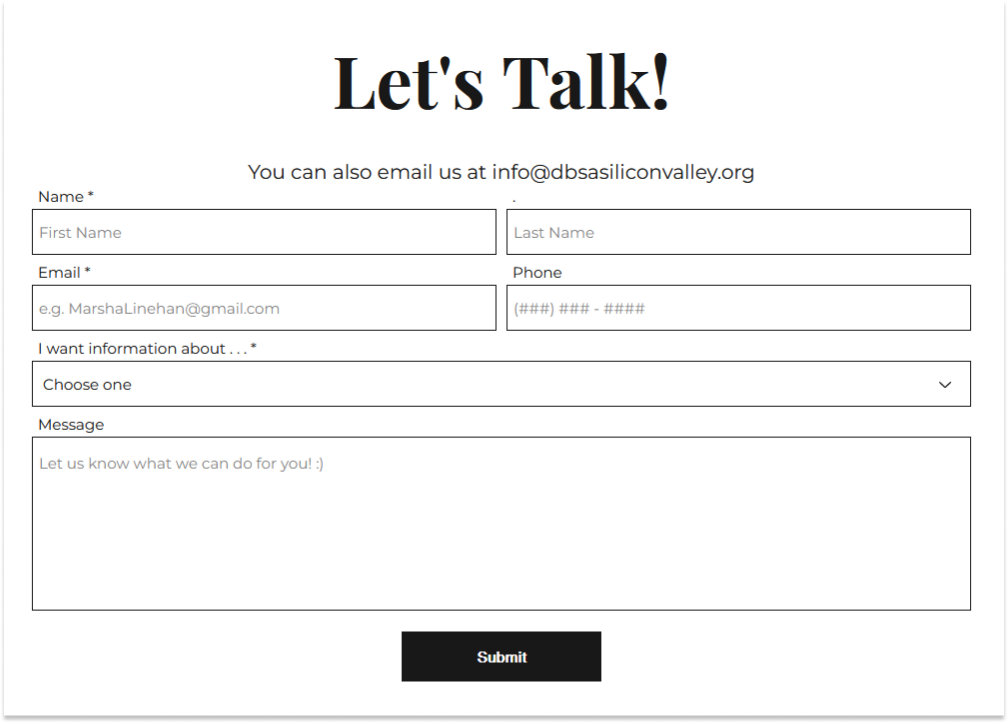 Let's Talk!
You can also email us at info@dbsasiliconvalley.org
Name * .
First Name Last Name
Email * Phone
e.g. MarshaLinehan@gmail.com (###) ### - ####
I want information about . . . *
Choose one
Message
Let us know what we can do for you! :)
Submit